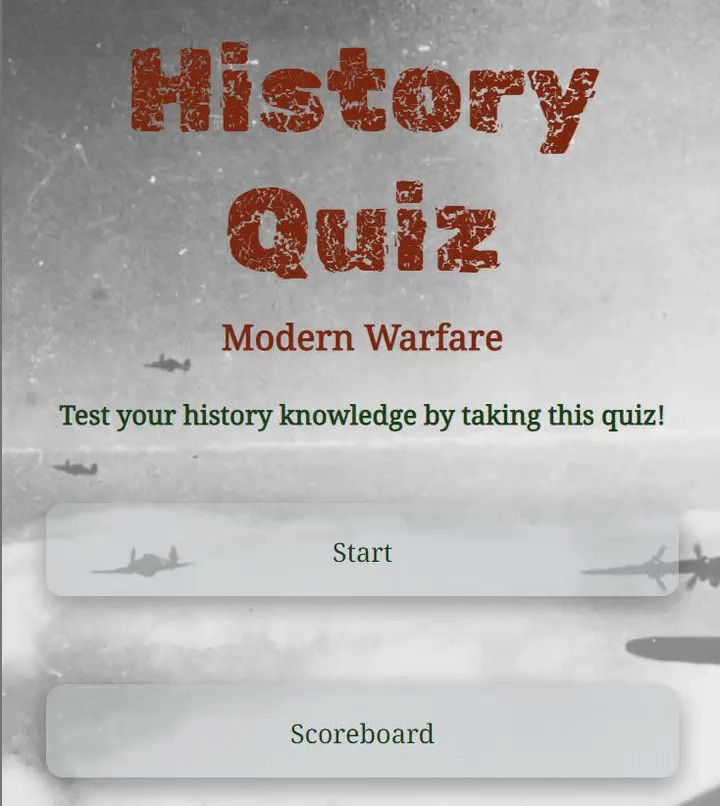 History
Quiz
Modern Warfare
Test your history knowledge by taking this quiz!
Start
Scoreboard